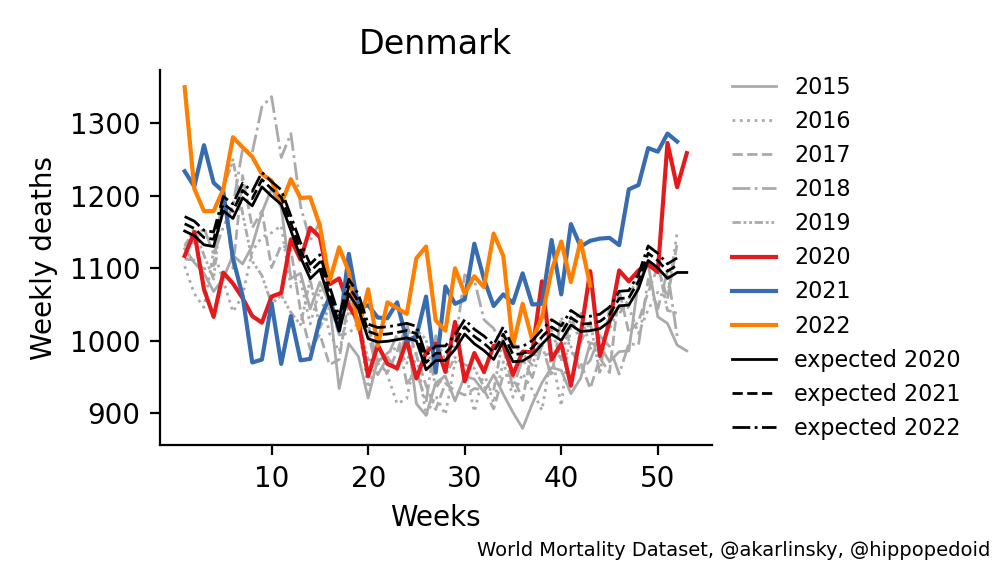 Denmark
Weekly deaths
1300
1200
1100
1000
900
10
20
30
40
50
Weeks
2015
2016
2017
2018
2019
2020
2021
2022
expected 2020
expected 2021
expected 2022
World Mortality Dataset, @akarlinsky, @hippopedoid